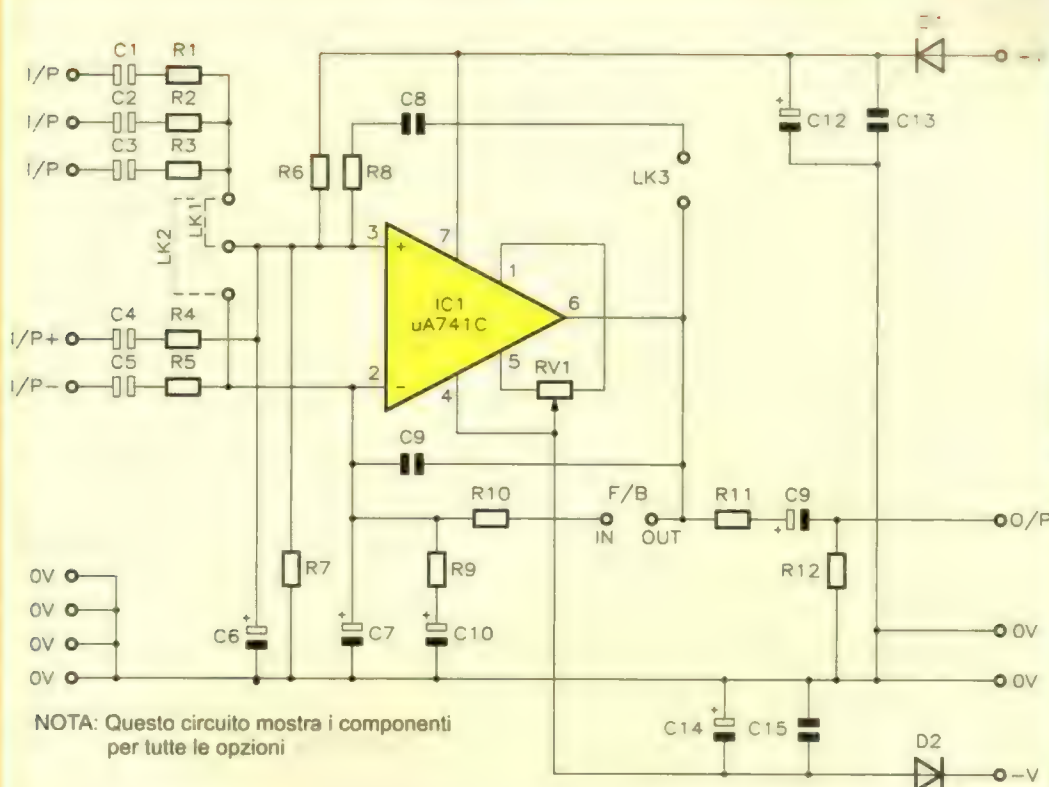 C1 R1
I/P
C2 R2
I/P
C3 R3
I/P
LK1
LK2
C4 R4
I/P+
C5 R5
I/P-
R6
R8
C8
LK3
C12
C13
3
+
7
1
IC1
uA741C
6
5
2
-
4
RV1
C9
R10
F/B
IN
OUT
R11
C9
+
O/P
R12
R7
R9
C6
+
C7
+
C10
+
0V
0V
0V
0V
0V
0V
C14
+
C15
D2
-V
NOTA: Questo circuito mostra i componenti
per tutte le opzioni